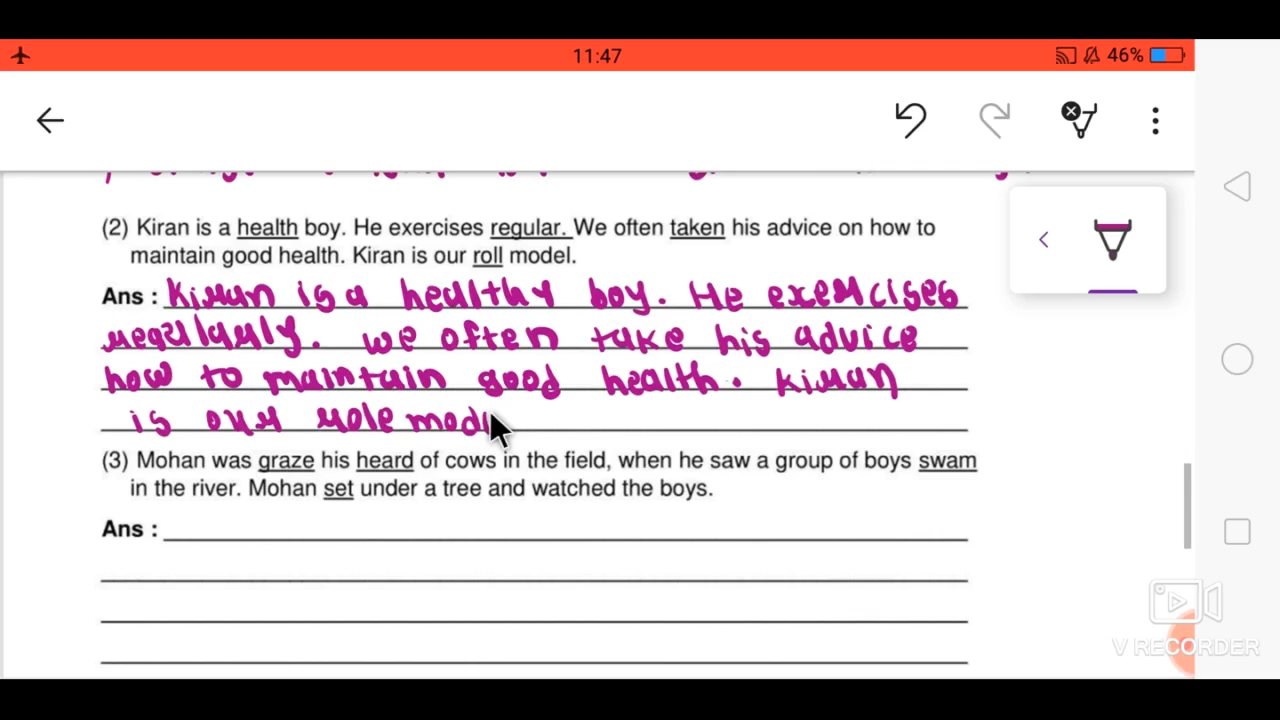 11:47
46%
(2) Kiran is a health boy. He exercises regular. We often taken his advice on how to
maintain good health. Kiran is our roll model.
Ans : Kiran is a healthy boy. He exercises
regularly. we often take his advice
how to maintain good health. Kiran
is our role mod
(3) Mohan was graze his heard of cows in the field, when he saw a group of boys swam
in the river. Mohan set under a tree and watched the boys.
Ans :
V RECORDER